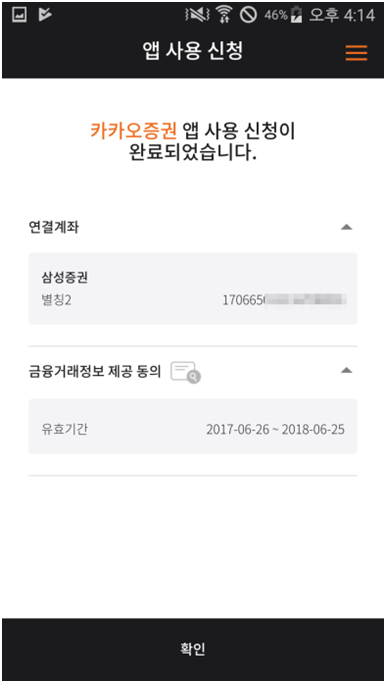 46% 오후 4:14
앱 사용 신청
카카오증권 앱 사용 신청이
완료되었습니다.
연결계좌
삼성증권
별칭2 170665
금융거래정보 제공 동의
유효기간 2017-06-26 ~ 2018-06-25
확인